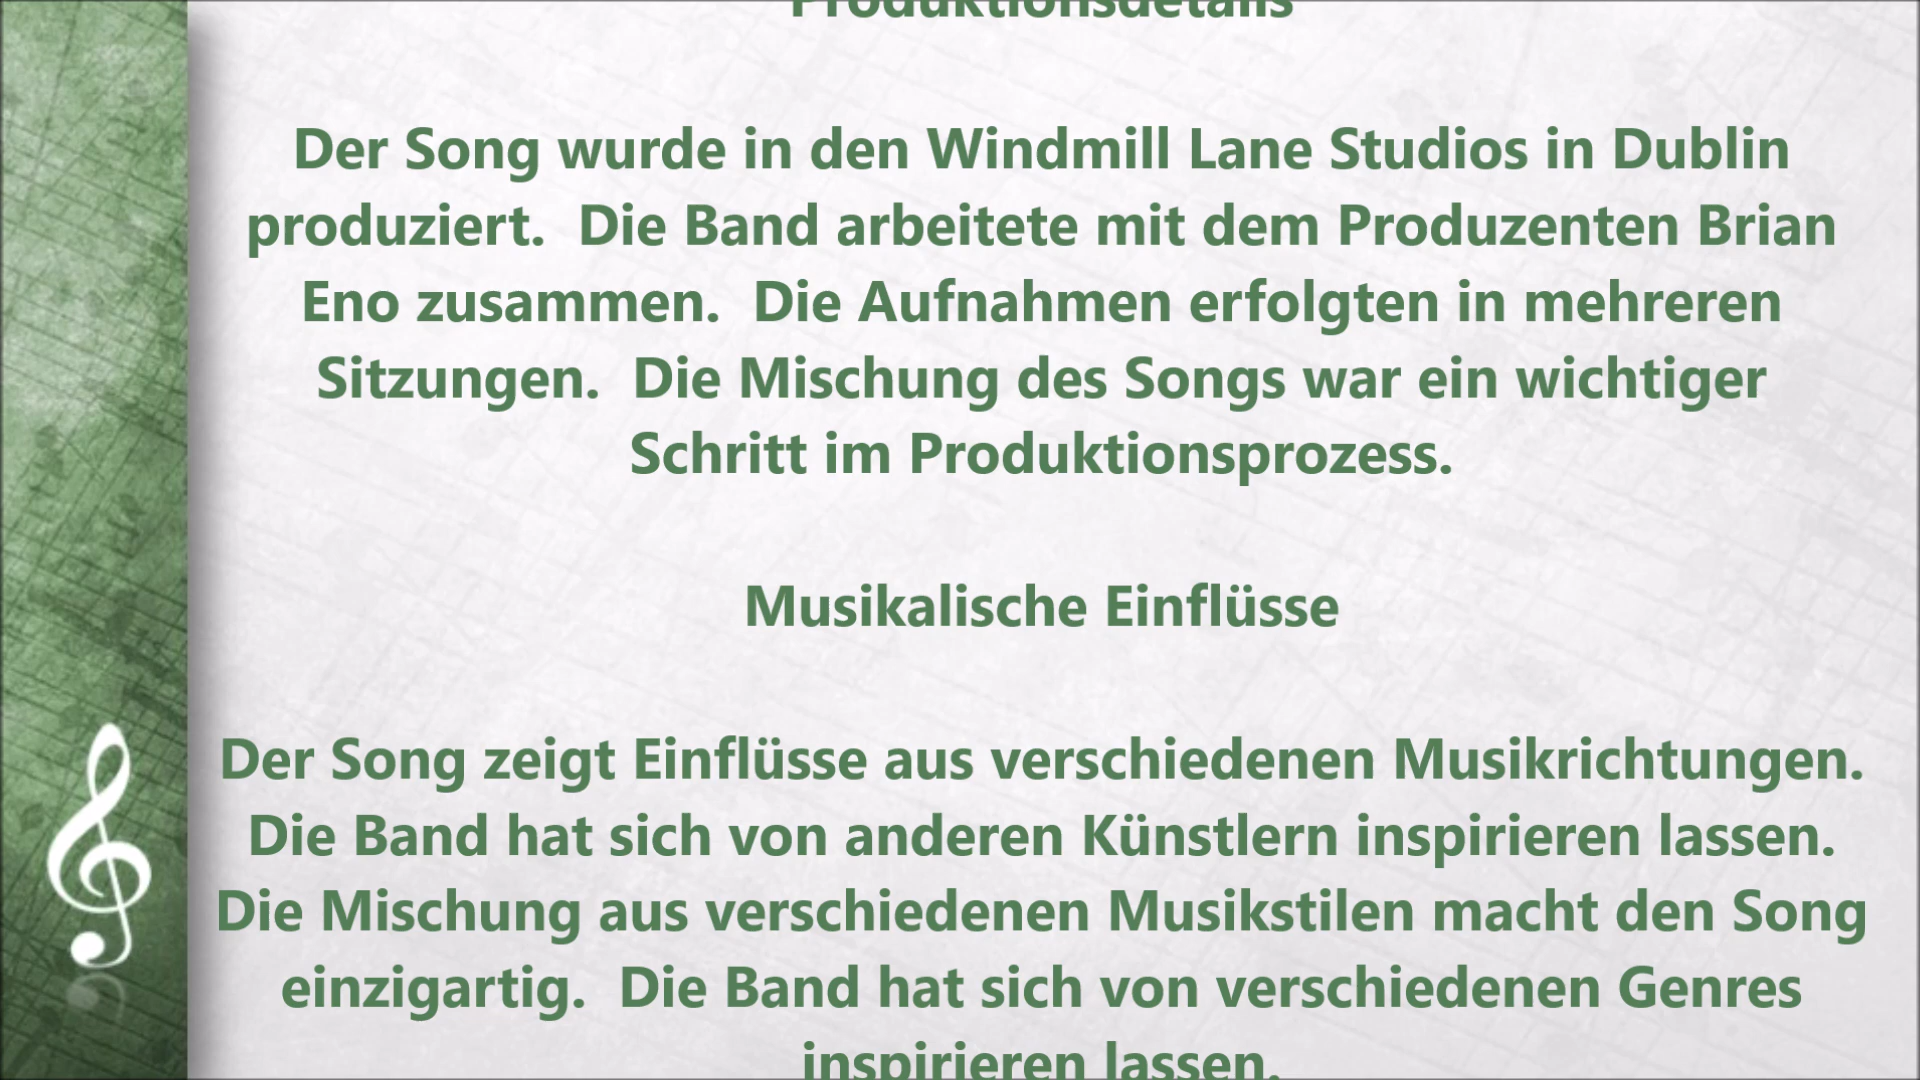 Produktionsdetails
Der Song wurde in den Windmill Lane Studios in Dublin
produziert.  Die Band arbeitete mit dem Produzenten Brian
Eno zusammen.  Die Aufnahmen erfolgten in mehreren
Sitzungen.  Die Mischung des Songs war ein wichtiger
Schritt im Produktionsprozess.
Musikalische Einflüsse
Der Song zeigt Einflüsse aus verschiedenen Musikrichtungen.
Die Band hat sich von anderen Künstlern inspirieren lassen.
Die Mischung aus verschiedenen Musikstilen macht den Song
einzigartig.  Die Band hat sich von verschiedenen Genres
inspirieren lassen.